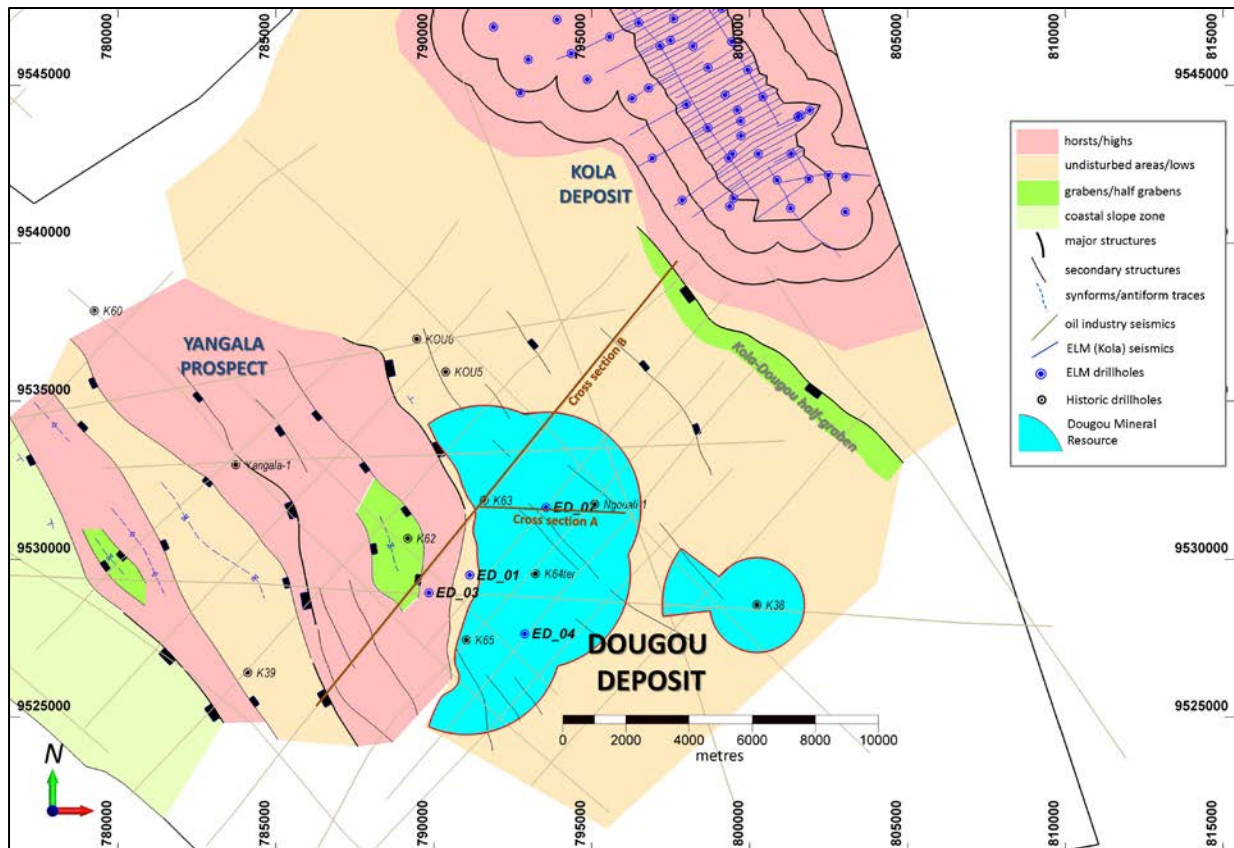 780000
785000
790000
795000
800000
805000
810000
815000
9545000
9545000
KOLA
DEPOSIT
horsts/highs
undisturbed areas/lows
grabens/half grabens
coastal slope zone
major structures
secondary structures
synforms/antiform traces
oil industry seismics
ELM (Kola) seismics
ELM drillholes
Historic drillholes
Dougou Mineral
Resource
9540000
K60
YANGALA
PROSPECT
KOU6
KOU5
Cross section B
Kola-Dougou half-graben
9535000
Yangala-1
K63
ED_02
Ngouali 1
Cross section A
K62
9530000
9530000
ED_01
K64ter
ED_03
K38
ED_04
K65
DOUGOU
DEPOSIT
K39
9525000
9525000
0
2000
4000
6000
8000
10000
metres
N
780000
785000
790000
795000
800000
805000
810000
815000